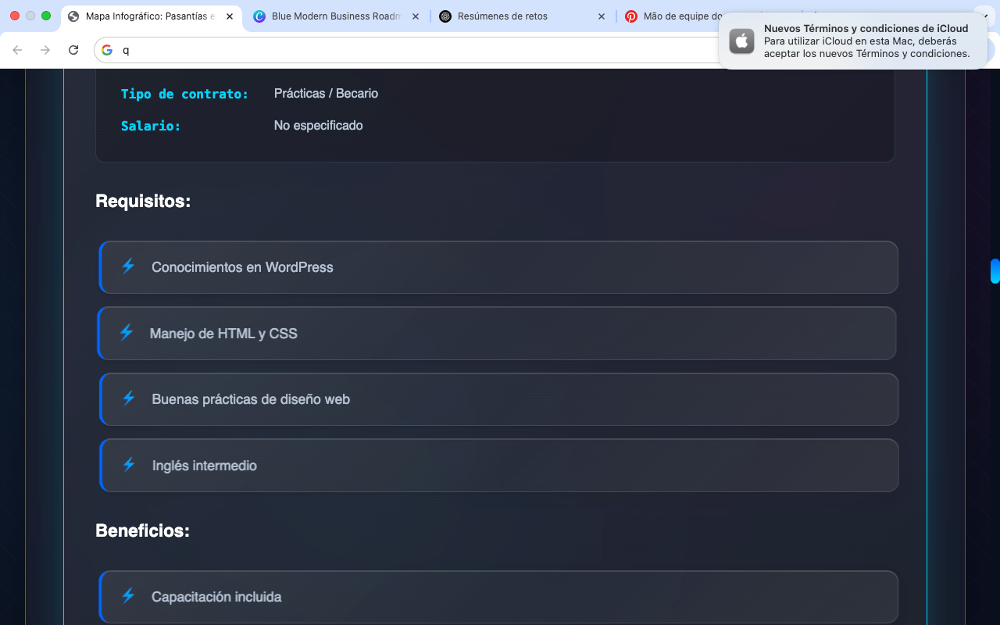 Mapa Infográfico: Pasantías e
Blue Modern Business Roadm
Resúmenes de retos
Mão de equipe do
q
Nuevos Términos y condiciones de iCloud
Para utilizar iCloud en esta Mac, deberás
aceptar los nuevos Términos y condiciones.
Tipo de contrato: Prácticas / Becario
Salario: No especificado
Requisitos:
Conocimientos en WordPress
Manejo de HTML y CSS
Buenas prácticas de diseño web
Inglés intermedio
Beneficios:
Capacitación incluida